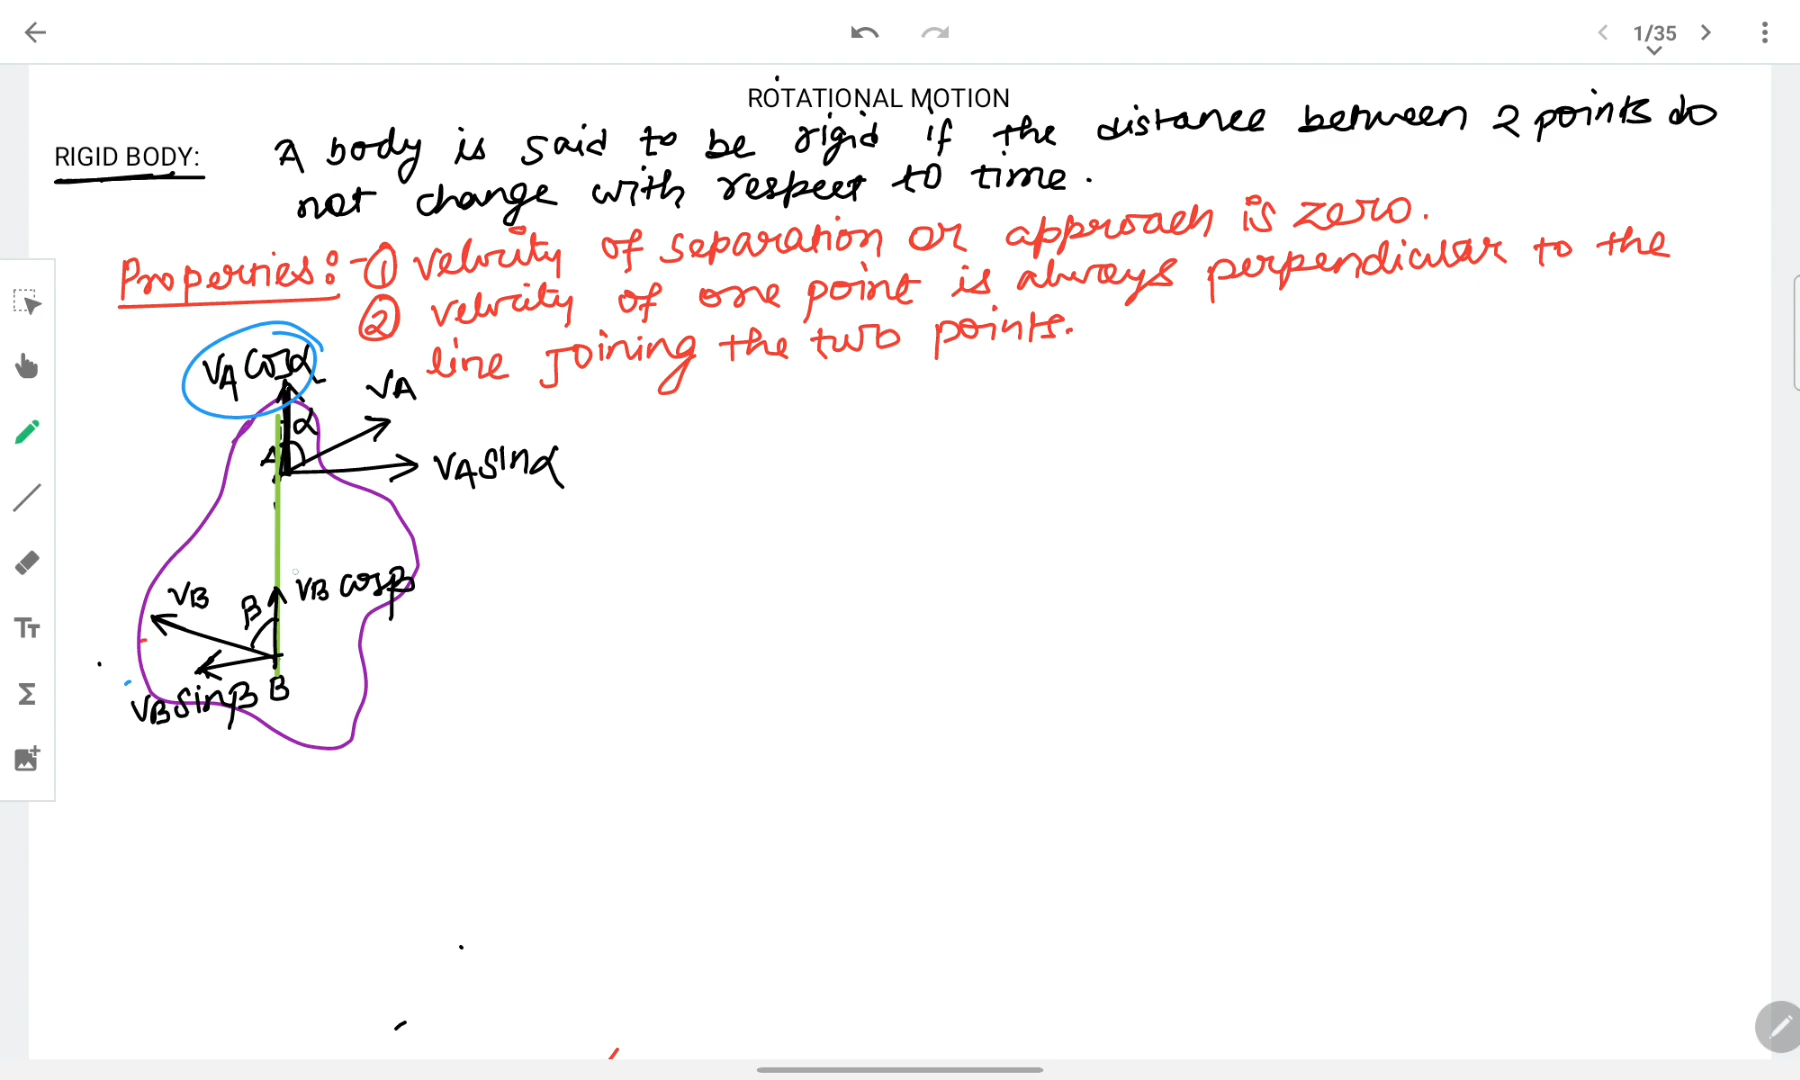 1/35
ROTATIONAL MOTION
RIGID BODY: A body is said to be rigid if the distance between 2 points do
not change with respect to time.
Properties:- ① velocity of separation or approach is zero.
② velocity of one point is always perpendicular to the
line joining the two points.
VA cosα
VA
α
A
VA sinα
VB
β
VB cosβ
VB sinβ
B